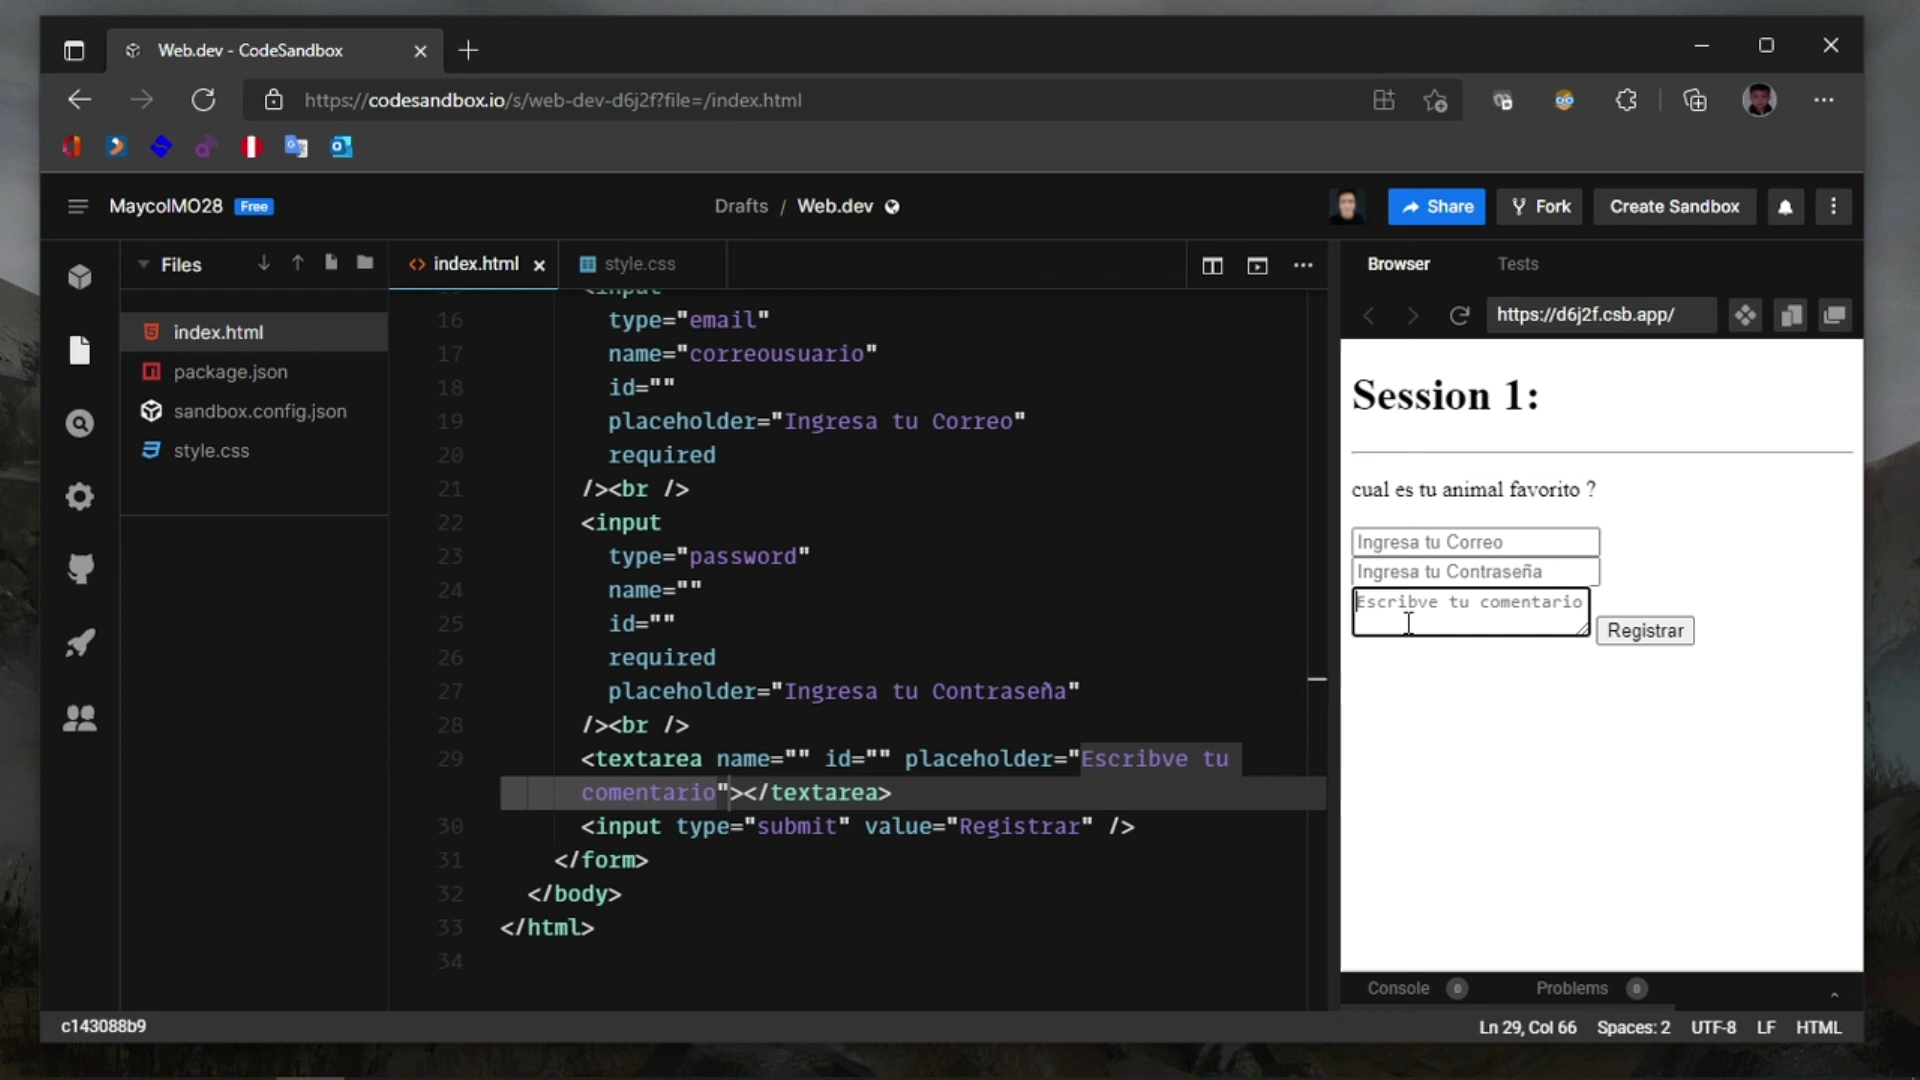 Web.dev - CodeSandbox
https://codesandbox.io/s/web-dev-d6j2f?file=/index.html
MaycolMO28 Free
Drafts / Web.dev
Share Fork Create Sandbox
Files
index.html
package.json
sandbox.config.json
style.css
index.html style.css
<input
16 type="email"
17 name="correousuario"
18 id=""
19 placeholder="Ingresa tu Correo"
20 required
21 /><br />
22 <input
23 type="password"
24 name=""
25 id=""
26 required
27 placeholder="Ingresa tu Contraseña"
28 /><br />
29 <textarea name="" id="" placeholder="Escribve tu
comentario"></textarea>
30 <input type="submit" value="Registrar" />
31 </form>
32 </body>
33 </html>
34
Browser Tests
https://d6j2f.csb.app/
Session 1:
cual es tu animal favorito ?
Ingresa tu Correo
Ingresa tu Contraseña
Escribve tu comentario
Registrar
Console 0 Problems 0
c143088b9
Ln 29, Col 66 Spaces: 2 UTF-8 LF HTML